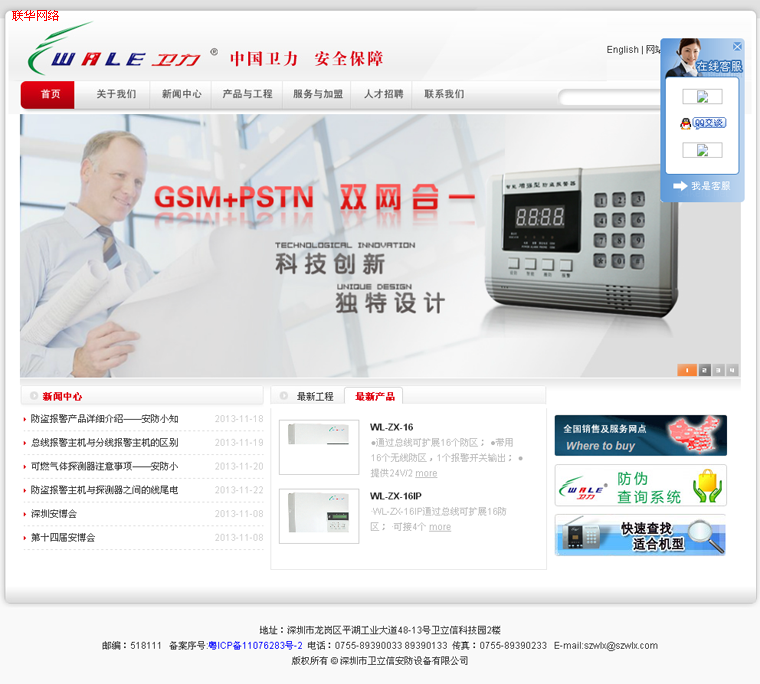 联华网络
WALE 卫力 ® 中国卫力 安全保障
English | 网站
首页 关于我们 新闻中心 产品与工程 服务与加盟 人才招聘 联系我们
在线客服
QQ交谈
我是客服
GSM+PSTN 双网合一
TECHNOLOGICAL INNOVATION
科技创新
UNIQUE DESIGN
独特设计
1 2 3 4
新闻中心
防盗报警产品详细介绍——安防小知 2013-11-18
总线报警主机与分线报警主机的区别 2013-11-19
可燃气体探测器注意事项——安防小 2013-11-20
防盗报警主机与探测器之间的线尾电 2013-11-22
深圳安博会 2013-11-08
第十四届安博会 2013-11-08
最新工程 最新产品
WL-ZX-16
●通过总线可扩展16个防区； ●带用
16个无线防区，1个报警开关输出； ●
提供24V/2 more
WL-ZX-16IP
·WL-ZX-16IP通过总线可扩展16防
区； ·可接4个 more
全国销售及服务网点
Where to buy
WALE 防伪
查询系统
快速查找
适合机型
地址：深圳市龙岗区平湖工业大道48-13号卫立信科技园2楼
邮编：518111 备案序号:粤ICP备11076283号-2 电话：0755-89390033 89390133 传真：0755-89390233 E-mail:szwlx@szwlx.com
版权所有 © 深圳市卫立信安防设备有限公司